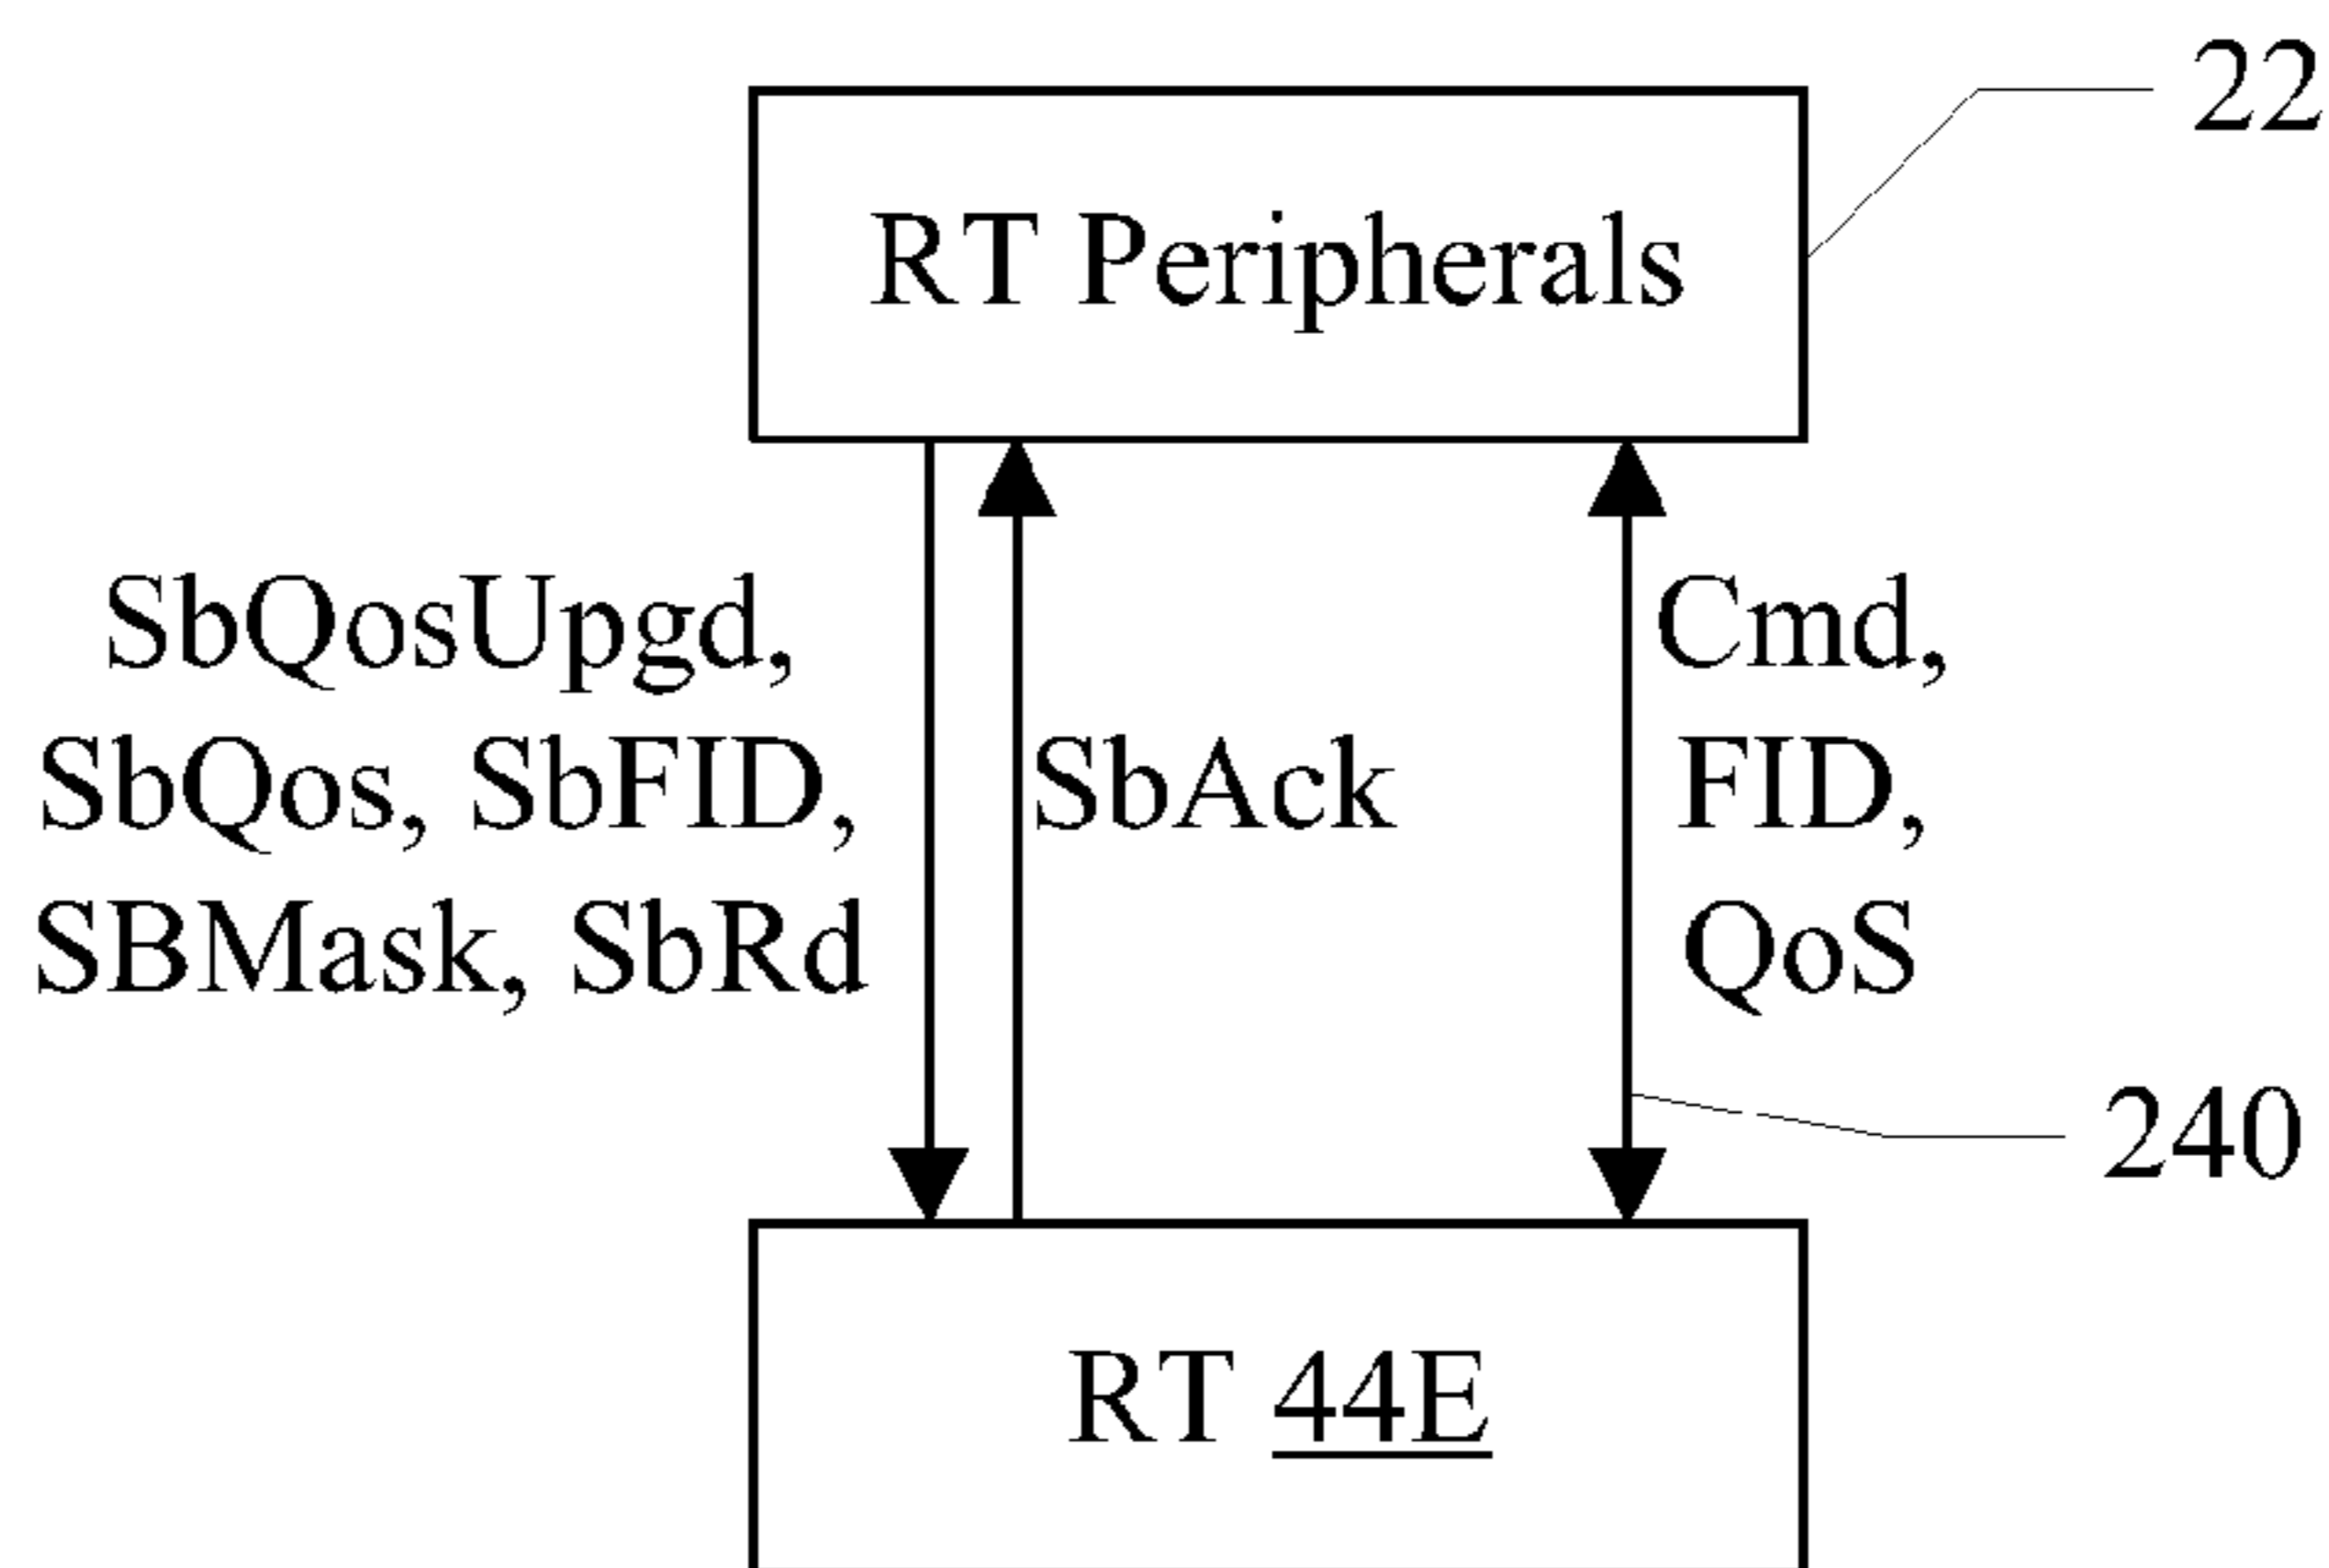 22
RT Peripherals
SbQosUpgd,
SbQos, SbFID,
SBMask, SbRd
SbAck
Cmd,
FID,
QoS
240
RT 44E